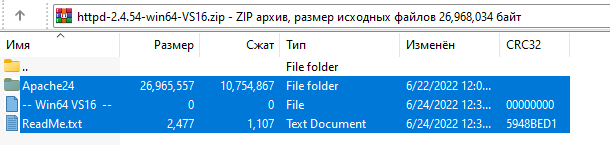 httpd-2.4.54-win64-VS16.zip - ZIP архив, размер исходных файлов 26,968,034 байт
Имя Размер Сжат Тип Изменён CRC32
.. File folder
Apache24 26,965,557 10,754,867 File folder 6/22/2022 12:0...
-- Win64 VS16 -- 0 0 File 6/24/2022 12:3... 00000000
ReadMe.txt 2,477 1,107 Text Document 6/24/2022 12:3... 5948BED1